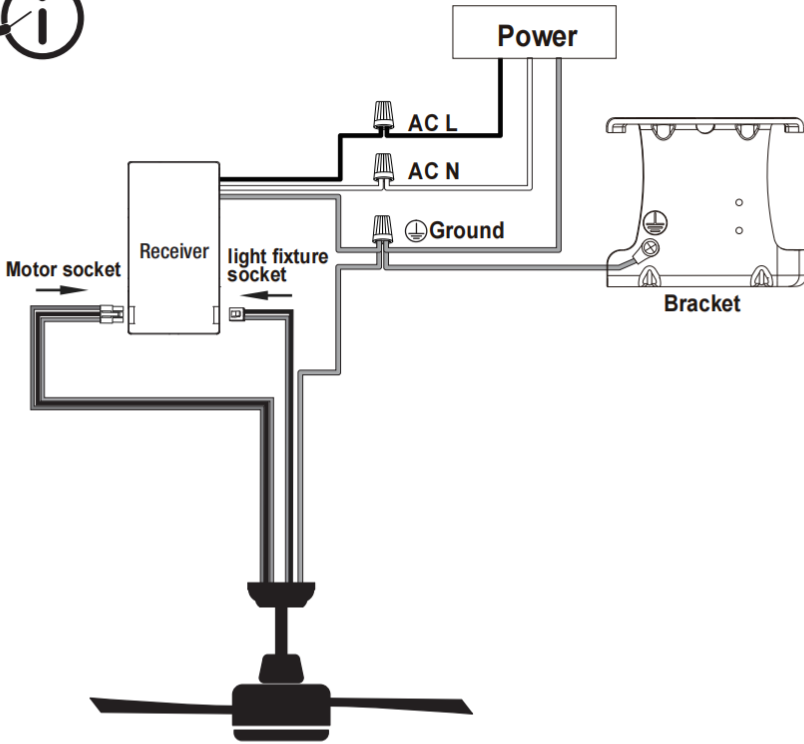 i
Power
AC L
AC N
Ground
Receiver
Motor socket
light fixture
socket
Bracket